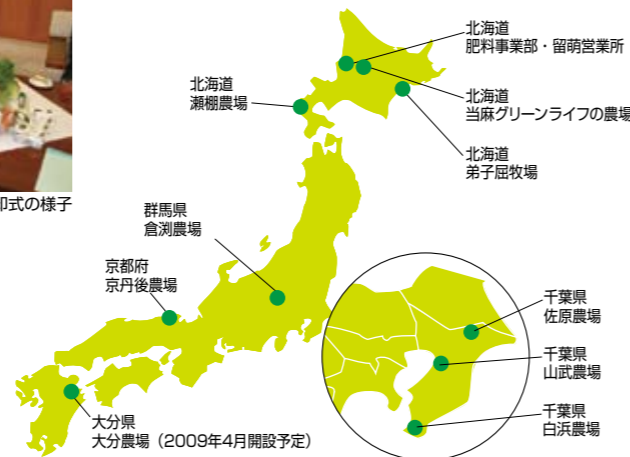 北海道
肥料事業部・留萌営業所
北海道
瀬棚農場
北海道
当麻グリーンライフの農場
北海道
弟子屈牧場
印式の様子
群馬県
倉渕農場
京都府
京丹後農場
千葉県
佐原農場
千葉県
山武農場
千葉県
白浜農場
大分県
大分農場（2009年4月開設予定）